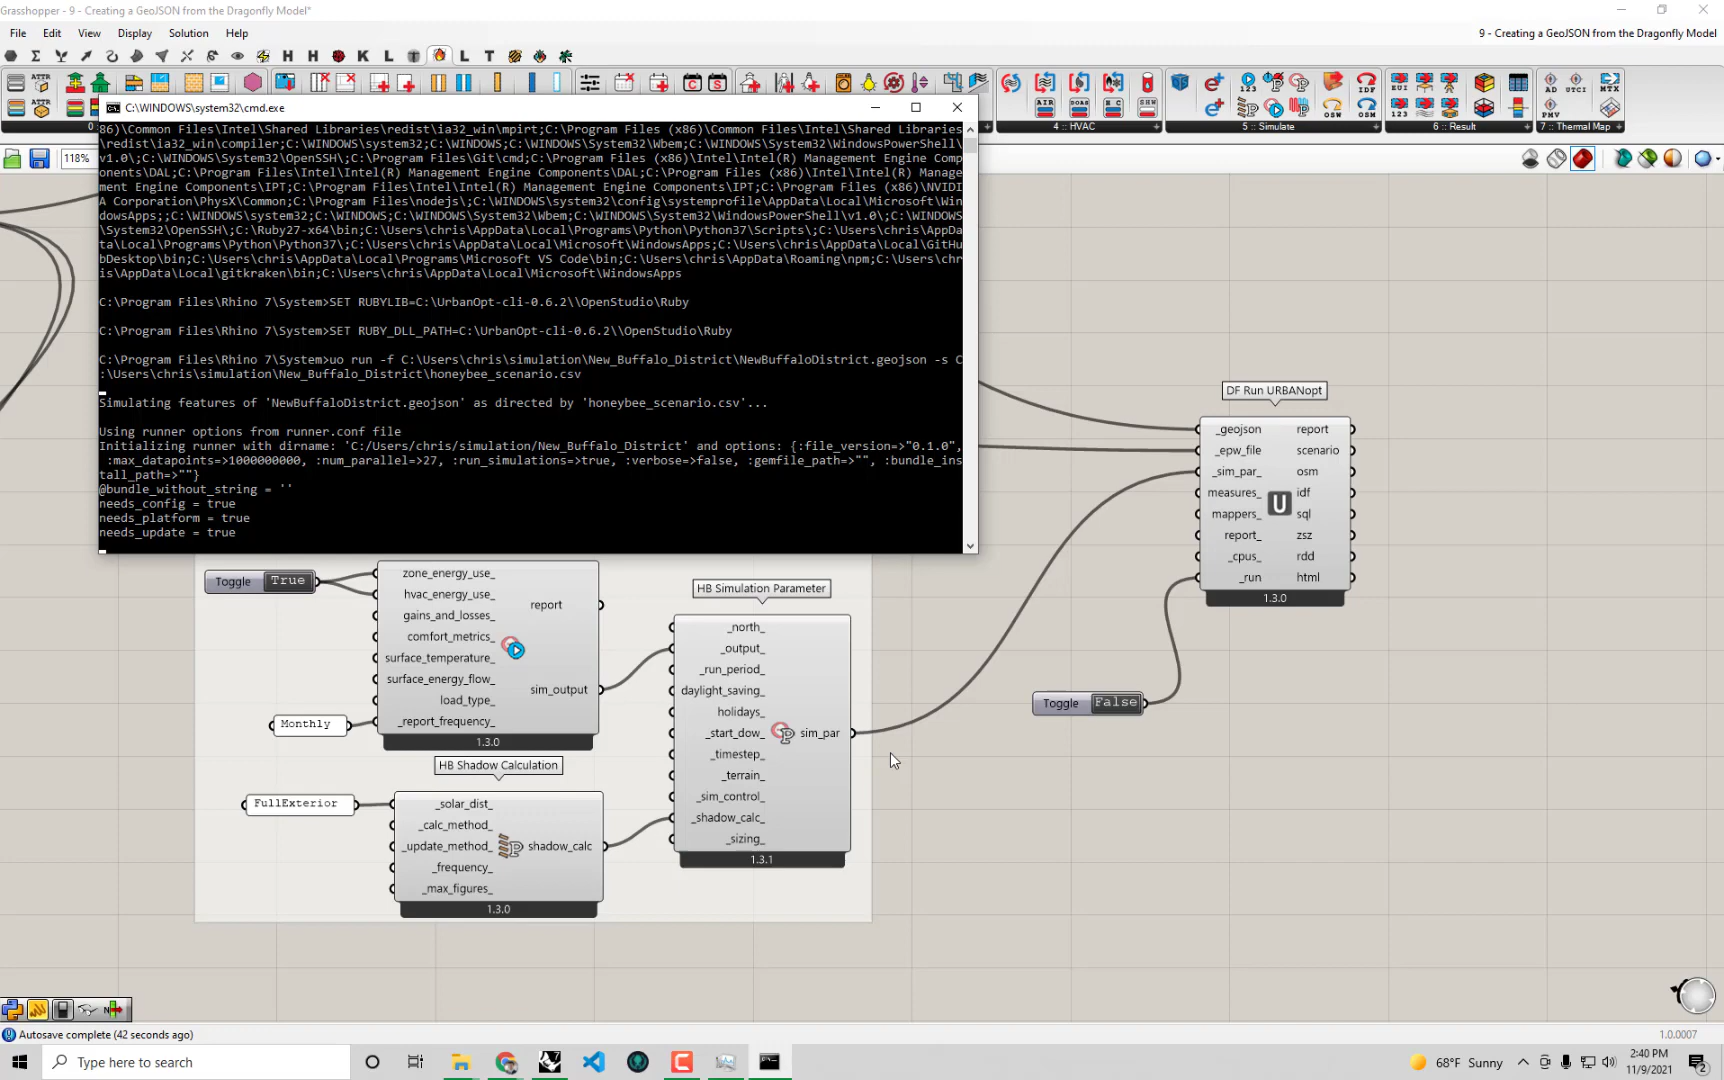 Grasshopper - 9 - Creating a GeoJSON from the Dragonfly Model*
File Edit View Display Solution Help
9 - Creating a GeoJSON from the Dragonfly Model
H H K L L T
ATTR
ATTR
C S
AIR DOAS H C SHW
123
IDF
OSW OSM
EUI
123
AD UTCI MTX
PMV
4 :: HVAC
5 :: Simulate
6 :: Result
7 :: Thermal Map
118%
C:\WINDOWS\system32\cmd.exe
86)\Common Files\Intel\Shared Libraries\redist\ia32_win\mpirt;C:\Program Files (x86)\Common Files\Intel\Shared Libraries
\redist\ia32_win\compiler;C:\WINDOWS\system32;C:\WINDOWS;C:\WINDOWS\System32\Wbem;C:\WINDOWS\System32\WindowsPowerShell\
v1.0\;C:\WINDOWS\System32\OpenSSH\;C:\Program Files\Git\cmd;C:\Program Files (x86)\Intel\Intel(R) Management Engine Comp
onents\DAL;C:\Program Files\Intel\Intel(R) Management Engine Components\DAL;C:\Program Files (x86)\Intel\Intel(R) Manage
ment Engine Components\IPT;C:\Program Files\Intel\Intel(R) Management Engine Components\IPT;C:\Program Files (x86)\NVIDI
A Corporation\PhysX\Common;C:\Program Files\nodejs\;C:\WINDOWS\system32\config\systemprofile\AppData\Local\Microsoft\Win
dowsApps;;C:\WINDOWS\system32;C:\WINDOWS;C:\WINDOWS\System32\Wbem;C:\WINDOWS\System32\WindowsPowerShell\v1.0\;C:\WINDOWS
\System32\OpenSSH\;C:\Ruby27-x64\bin;C:\Users\chris\AppData\Local\Programs\Python\Python37\Scripts\;C:\Users\chris\AppDa
ta\Local\Programs\Python\Python37\;C:\Users\chris\AppData\Local\Microsoft\WindowsApps;C:\Users\chris\AppData\Local\GitHu
bDesktop\bin;C:\Users\chris\AppData\Local\Programs\Microsoft VS Code\bin;C:\Users\chris\AppData\Roaming\npm;C:\Users\chr
is\AppData\Local\gitkraken\bin;C:\Users\chris\AppData\Local\Microsoft\WindowsApps
C:\Program Files\Rhino 7\System>SET RUBYLIB=C:\UrbanOpt-cli-0.6.2\\OpenStudio\Ruby
C:\Program Files\Rhino 7\System>SET RUBY_DLL_PATH=C:\UrbanOpt-cli-0.6.2\\OpenStudio\Ruby
C:\Program Files\Rhino 7\System>uo run -f C:\Users\chris\simulation\New_Buffalo_District\NewBuffaloDistrict.geojson -s C
:\Users\chris\simulation\New_Buffalo_District\honeybee_scenario.csv
Simulating features of 'NewBuffaloDistrict.geojson' as directed by 'honeybee_scenario.csv'...
Using runner options from runner.conf file
Initializing runner with dirname: 'C:/Users/chris/simulation/New_Buffalo_District' and options: {:file_version=>"0.1.0",
 :max_datapoints=>1000000000, :num_parallel=>27, :run_simulations=>true, :verbose=>false, :gemfile_path=>"", :bundle_ins
tall_path=>""}
@bundle_without_string = ''
needs_config = true
needs_platform = true
needs_update = true
DF Run URBANopt
_geojson report
_epw_file scenario
_sim_par_ osm
measures_ idf
mappers_ sql
report_ zsz
_cpus_ rdd
_run html
U
1.3.0
Toggle False
Toggle True
zone_energy_use_
hvac_energy_use_
gains_and_losses_
comfort_metrics_
surface_temperature_
surface_energy_flow_
load_type_
_report_frequency_
report
sim_output
1.3.0
Monthly
HB Shadow Calculation
FullExterior
_solar_dist_
_calc_method_
_update_method_
_frequency_
_max_figures_
shadow_calc
1.3.0
HB Simulation Parameter
_north_
_output_
_run_period_
daylight_saving_
holidays_
_start_dow_
_timestep_
_terrain_
_sim_control_
_shadow_calc_
_sizing_
sim_par
1.3.1
Autosave complete (42 seconds ago)
1.0.0007
Type here to search
68°F Sunny
2:40 PM
11/9/2021
2